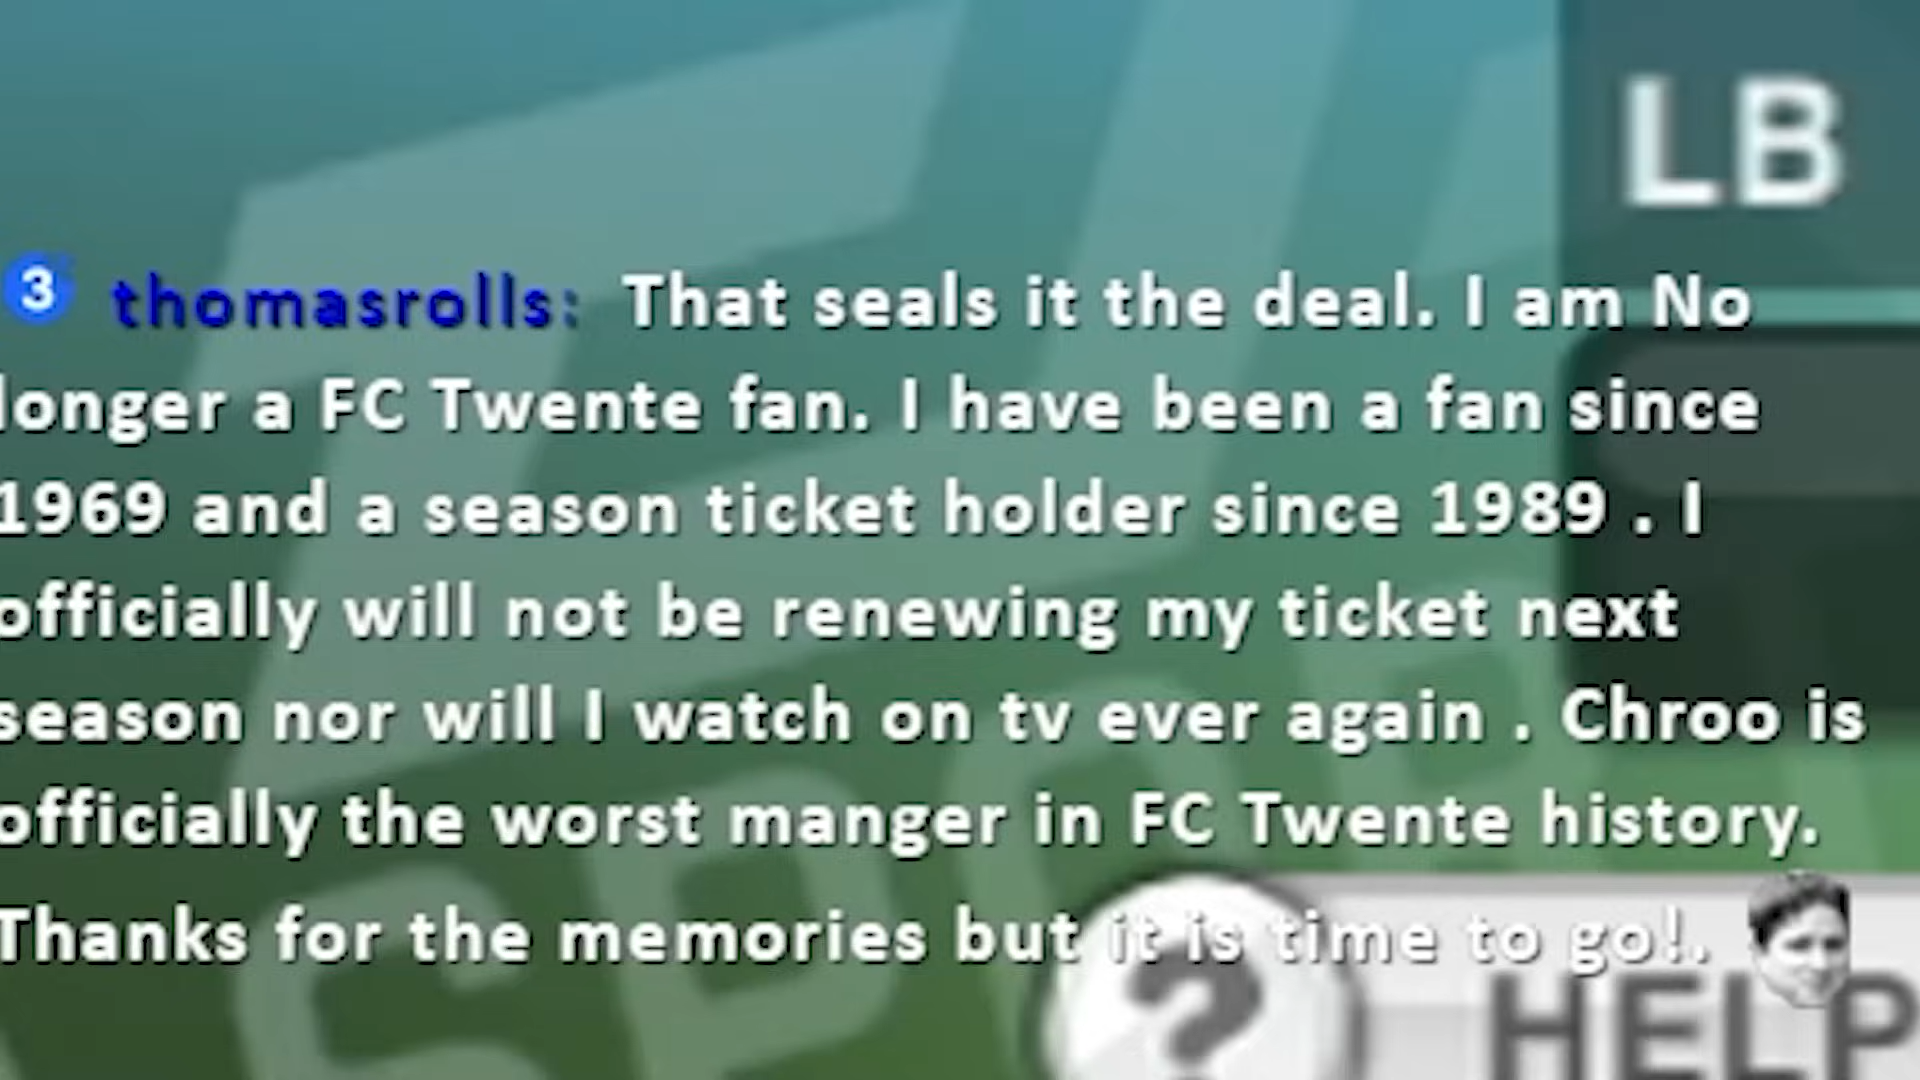 LB
3 thomasrolls: That seals it the deal. I am No
longer a FC Twente fan. I have been a fan since
1969 and a season ticket holder since 1989 . I
officially will not be renewing my ticket next
season nor will I watch on tv ever again . Chroo is
officially the worst manger in FC Twente history.
Thanks for the memories but it is time to go!.
? HELP